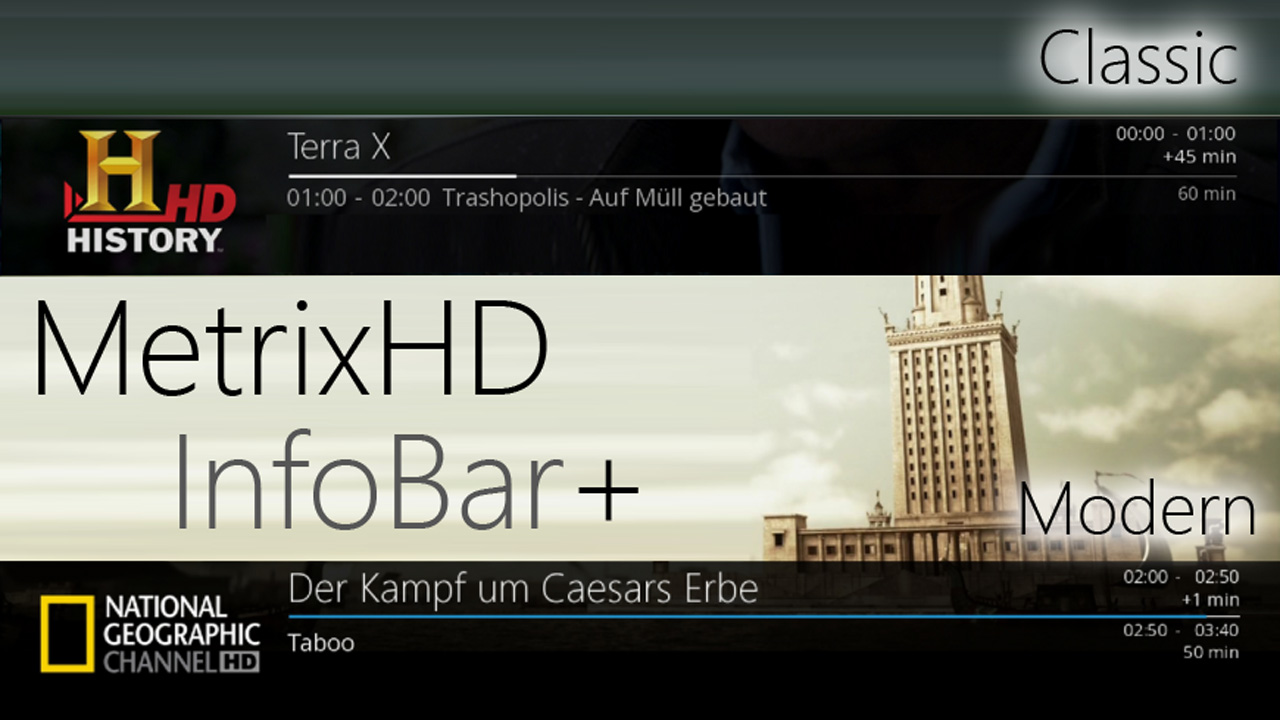 Classic
H HD
HISTORY
Terra X
00:00 - 01:00
+45 min
01:00 - 02:00 Trashopolis - Auf Müll gebaut
60 min
MetrixHD
InfoBar+
Modern
NATIONAL
GEOGRAPHIC
CHANNEL HD
Der Kampf um Caesars Erbe
02:00 - 02:50
+1 min
Taboo
02:50 - 03:40
50 min